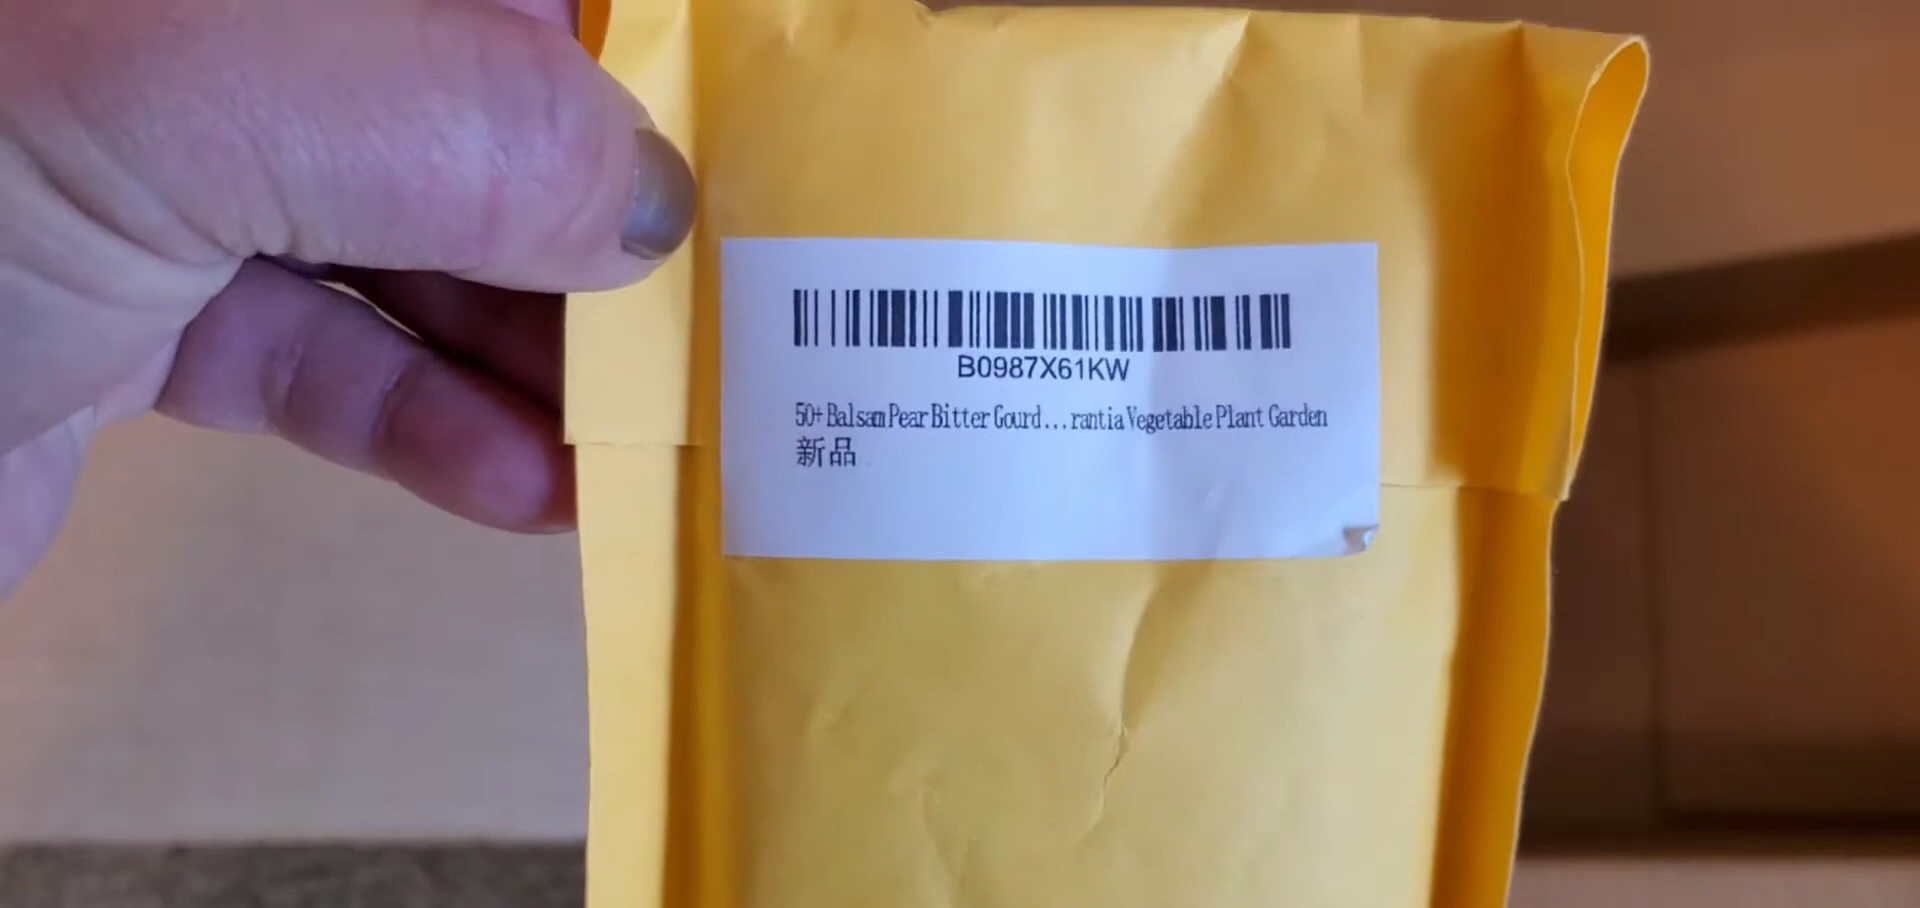 B0987X61KW
50+ Balsam Pear Bitter Gourd...rantia Vegetable Plant Garden
新品